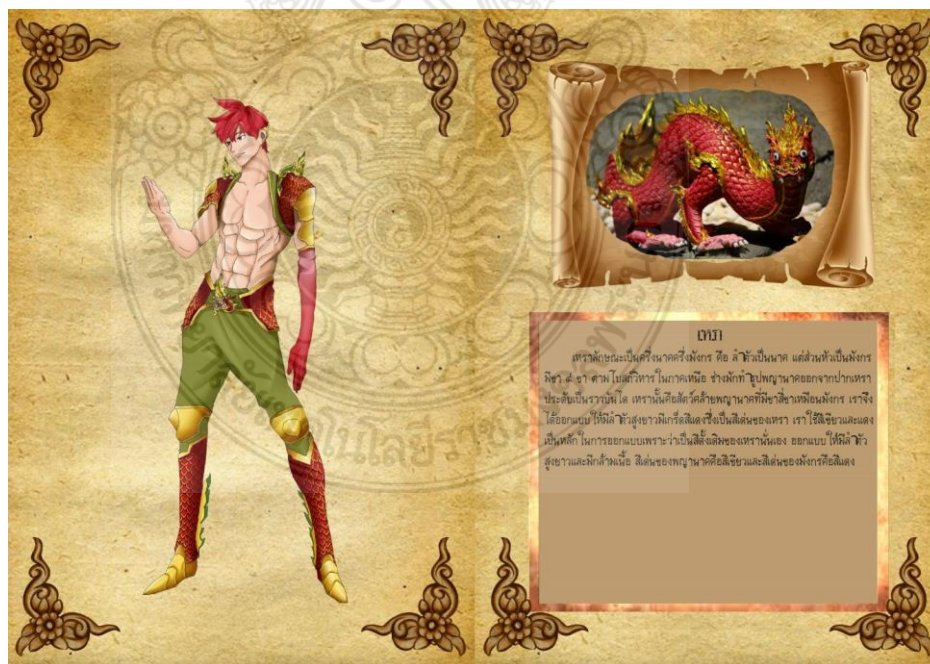 เหรา
เหราลักษณะเป็นครึ่งนาคครึ่งมังกร คือ ลำตัวเป็นนาค แต่ส่วนหัวเป็นมังกร
มีขา ๔ ขา ตามโบสถ์วิหารในภาคเหนือ ช่างมักทำรูปพญานาคออกจากปากเหรา
ประดับเป็นราวบันได เหรานั้นคือสัตว์คล้ายพญานาคที่มีขาสี่ขาเหมือนมังกร เราจึง
ได้ออกแบบให้มีลำตัวสูงยาวมีเกร็ดสีแดงซึ่งเป็นสีเด่นของเหรา เราใช้สีเขียวและแดง
เป็นหลัก ในการออกแบบเพราะว่าเป็นสีดั้งเดิมของเหรานั่นเอง ออกแบบให้มีลำตัว
สูงยาวและมีกล้ามเนื้อ สีเด่นของพญานาคคือสีเขียวและสีเด่นของมังกรคือสีแดง